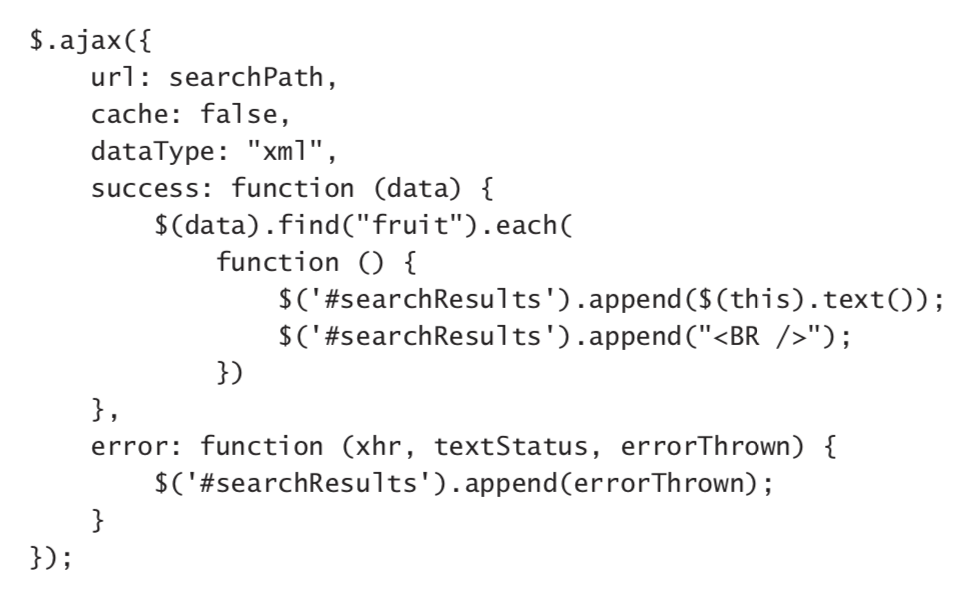 $.ajax({
    url: searchPath,
    cache: false,
    dataType: "xml",
    success: function (data) {
        $(data).find("fruit").each(
            function () {
                $('#searchResults').append($(this).text());
                $('#searchResults').append("<BR />");
            })
    },
    error: function (xhr, textStatus, errorThrown) {
        $('#searchResults').append(errorThrown);
    }
});